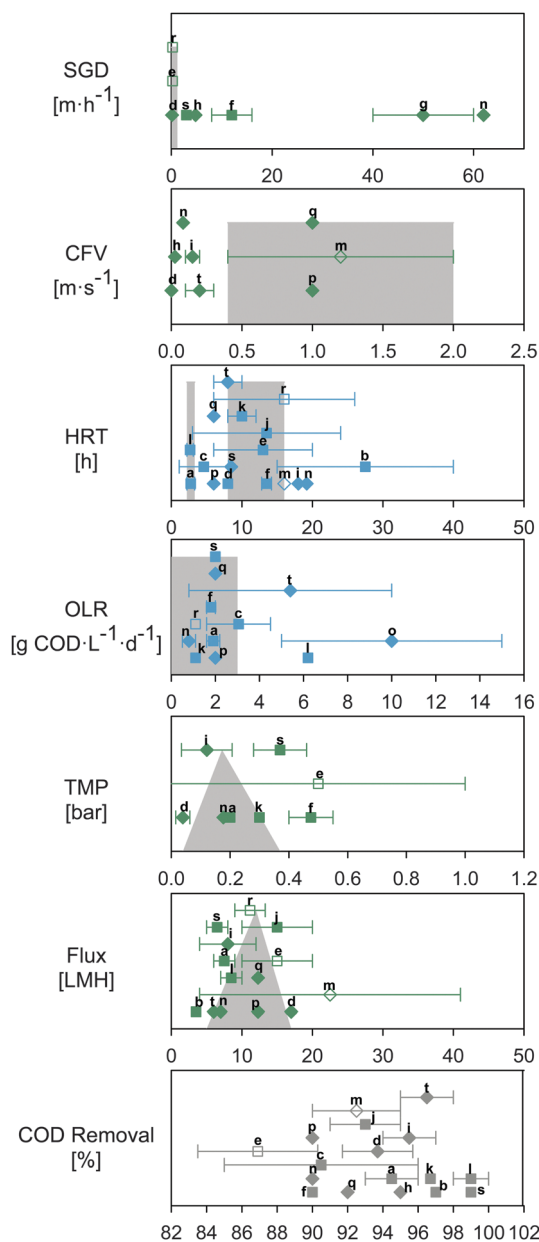 r
e
SGD
[m·h⁻¹]
d s h f g n
0 20 40 60
n q
CFV
h i m
[m·s⁻¹]
d t p
0.0 0.5 1.0 1.5 2.0 2.5
t
r
q k
HRT
j
l e
[h]
c s b
a p d f m i n
0 10 20 30 40 50
s
q
t
OLR
f
r c
[g COD·L⁻¹·d⁻¹]
n a o
k p l
0 2 4 6 8 10 12 14 16
i s
TMP
e
[bar]
d n a k f
0.0 0.2 0.4 0.6 0.8 1.0 1.2
r
s j
Flux
i
a e
[LMH]
l q
m
b t n p d
0 10 20 30 40 50
t
m
j
COD Removal
p i
e d
[%]
c
n a k l
f q h b s
82 84 86 88 90 92 94 96 98 100 102